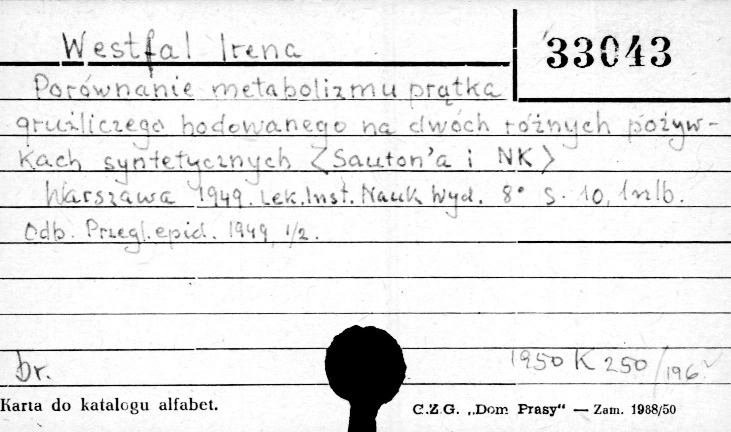 Westfal Irena
33043
Porównanie metabolizmu prątka
gruźliczego hodowanego na dwóch różnych pożyw-
kach syntetycznych <Sauton'a i NK>
Warszawa 1949. Lek. Inst. Nauk Wyd. 8° s. 10, 1nlb.
Odb. Przegl. epid. 1949, 1/2.
br.
1950 K 250/196
Karta do katalogu alfabet.
C.Z.G. „Dom Prasy“ — Zam. 1988/50